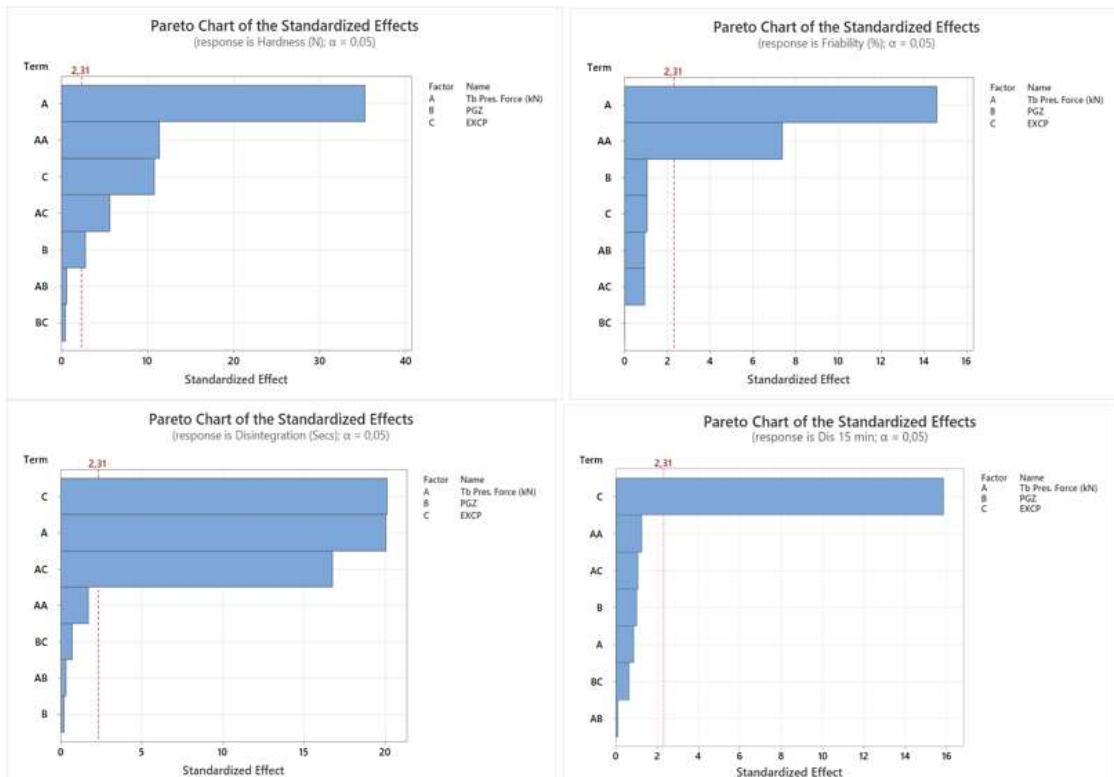 Pareto Chart of the Standardized Effects
(response is Hardness (N); α = 0,05)
Term
2,31
Factor Name
A Tb Pres. Force (kN)
B PGZ
C EXCP
A
AA
C
AC
B
AB
BC
0 10 20 30 40
Standardized Effect
Pareto Chart of the Standardized Effects
(response is Friability (%); α = 0,05)
Term
2,31
Factor Name
A Tb Pres. Force (kN)
B PGZ
C EXCP
A
AA
B
C
AB
AC
BC
0 2 4 6 8 10 12 14 16
Standardized Effect
Pareto Chart of the Standardized Effects
(response is Disintegration (Secs); α = 0,05)
Term
2,31
Factor Name
A Tb Pres. Force (kN)
B PGZ
C EXCP
C
A
AC
AA
BC
AB
B
0 5 10 15 20
Standardized Effect
Pareto Chart of the Standardized Effects
(response is Dis 15 min; α = 0,05)
Term
2,31
Factor Name
A Tb Pres. Force (kN)
B PGZ
C EXCP
C
AA
AC
B
A
BC
AB
0 2 4 6 8 10 12 14 16
Standardized Effect